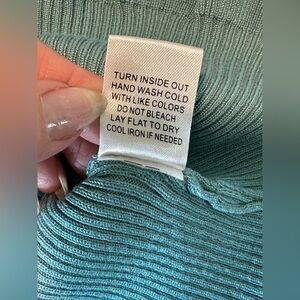 TURN INSIDE OUT
HAND WASH COLD
WITH LIKE COLORS
DO NOT BLEACH
LAY FLAT TO DRY
COOL IRON IF NEEDED